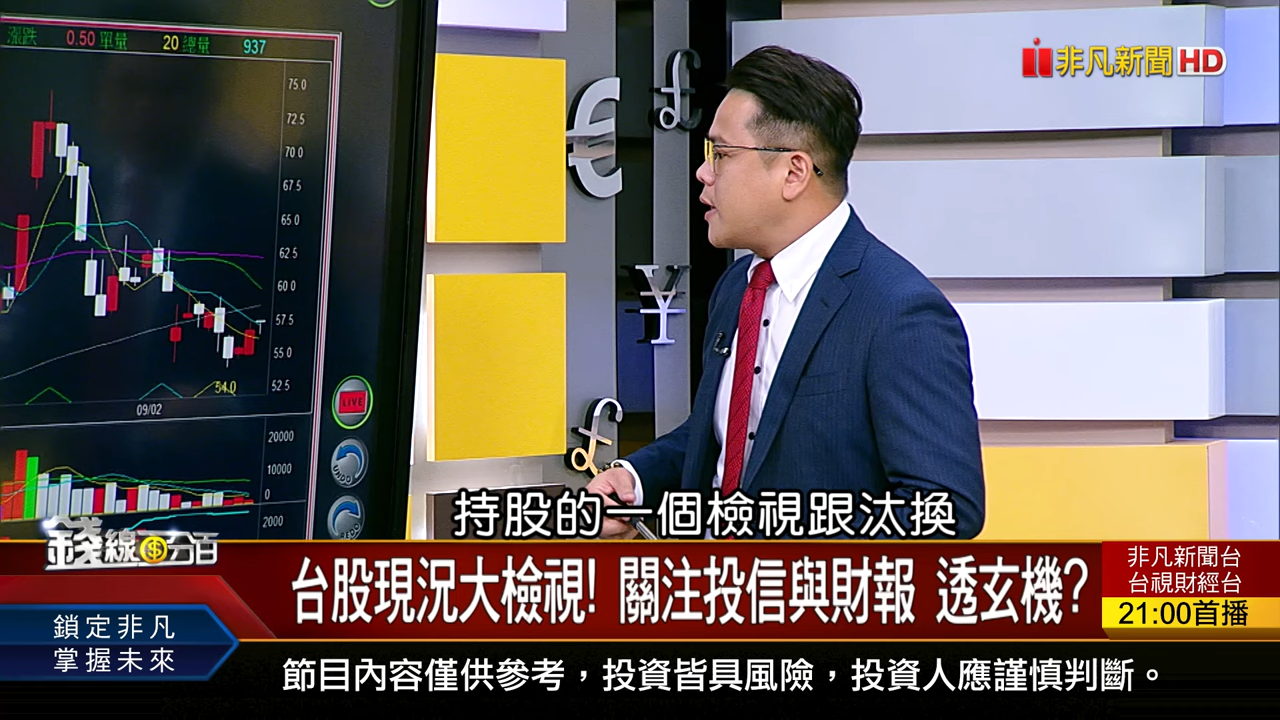 漲跌 0.50 單量 20 總量 937
非凡新聞HD
75.0
72.5
70.0
67.5
65.0
62.5
60.0
57.5
55.0
52.5
54.0
09/02
LIVE
20000
10000
0
2000
UNDO
REDO
持股的一個檢視跟汰換
錢線百分百
台股現況大檢視! 關注投信與財報 透玄機?
非凡新聞台
台視財經台
21:00首播
鎖定非凡
掌握未來
節目內容僅供參考，投資皆具風險，投資人應謹慎判斷。